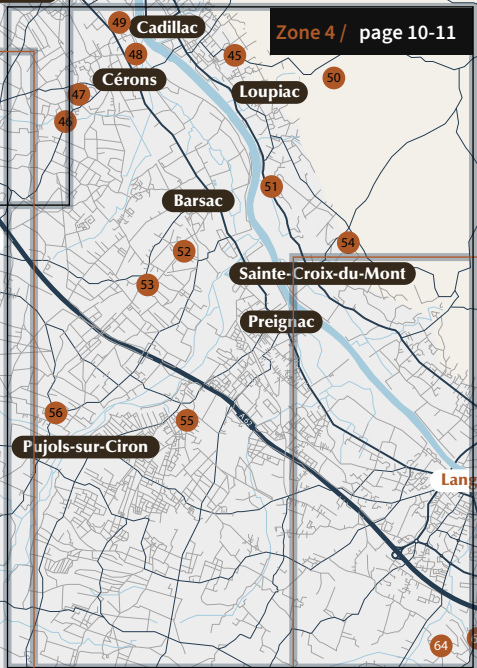 49
Cadillac
Zone 4 / page 10-11
48
45
Cérons
50
47
Loupiac
46
51
Barsac
52
54
53
Sainte-Croix-du-Mont
Preignac
56
55
A 62
Pujols-sur-Ciron
Lang
64